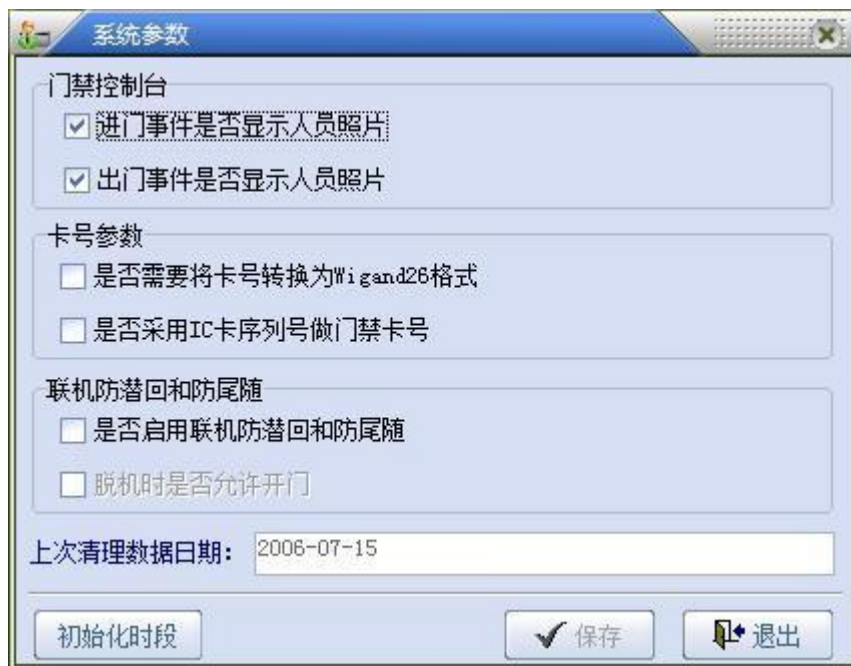 系统参数
门禁控制台
进门事件是否显示人员照片
出门事件是否显示人员照片
卡号参数
是否需要将卡号转换为Wigand26格式
是否采用IC卡序列号做门禁卡号
联机防潜回和防尾随
是否启用联机防潜回和防尾随
脱机时是否允许开门
上次清理数据日期: 2006-07-15
初始化时段 保存 退出